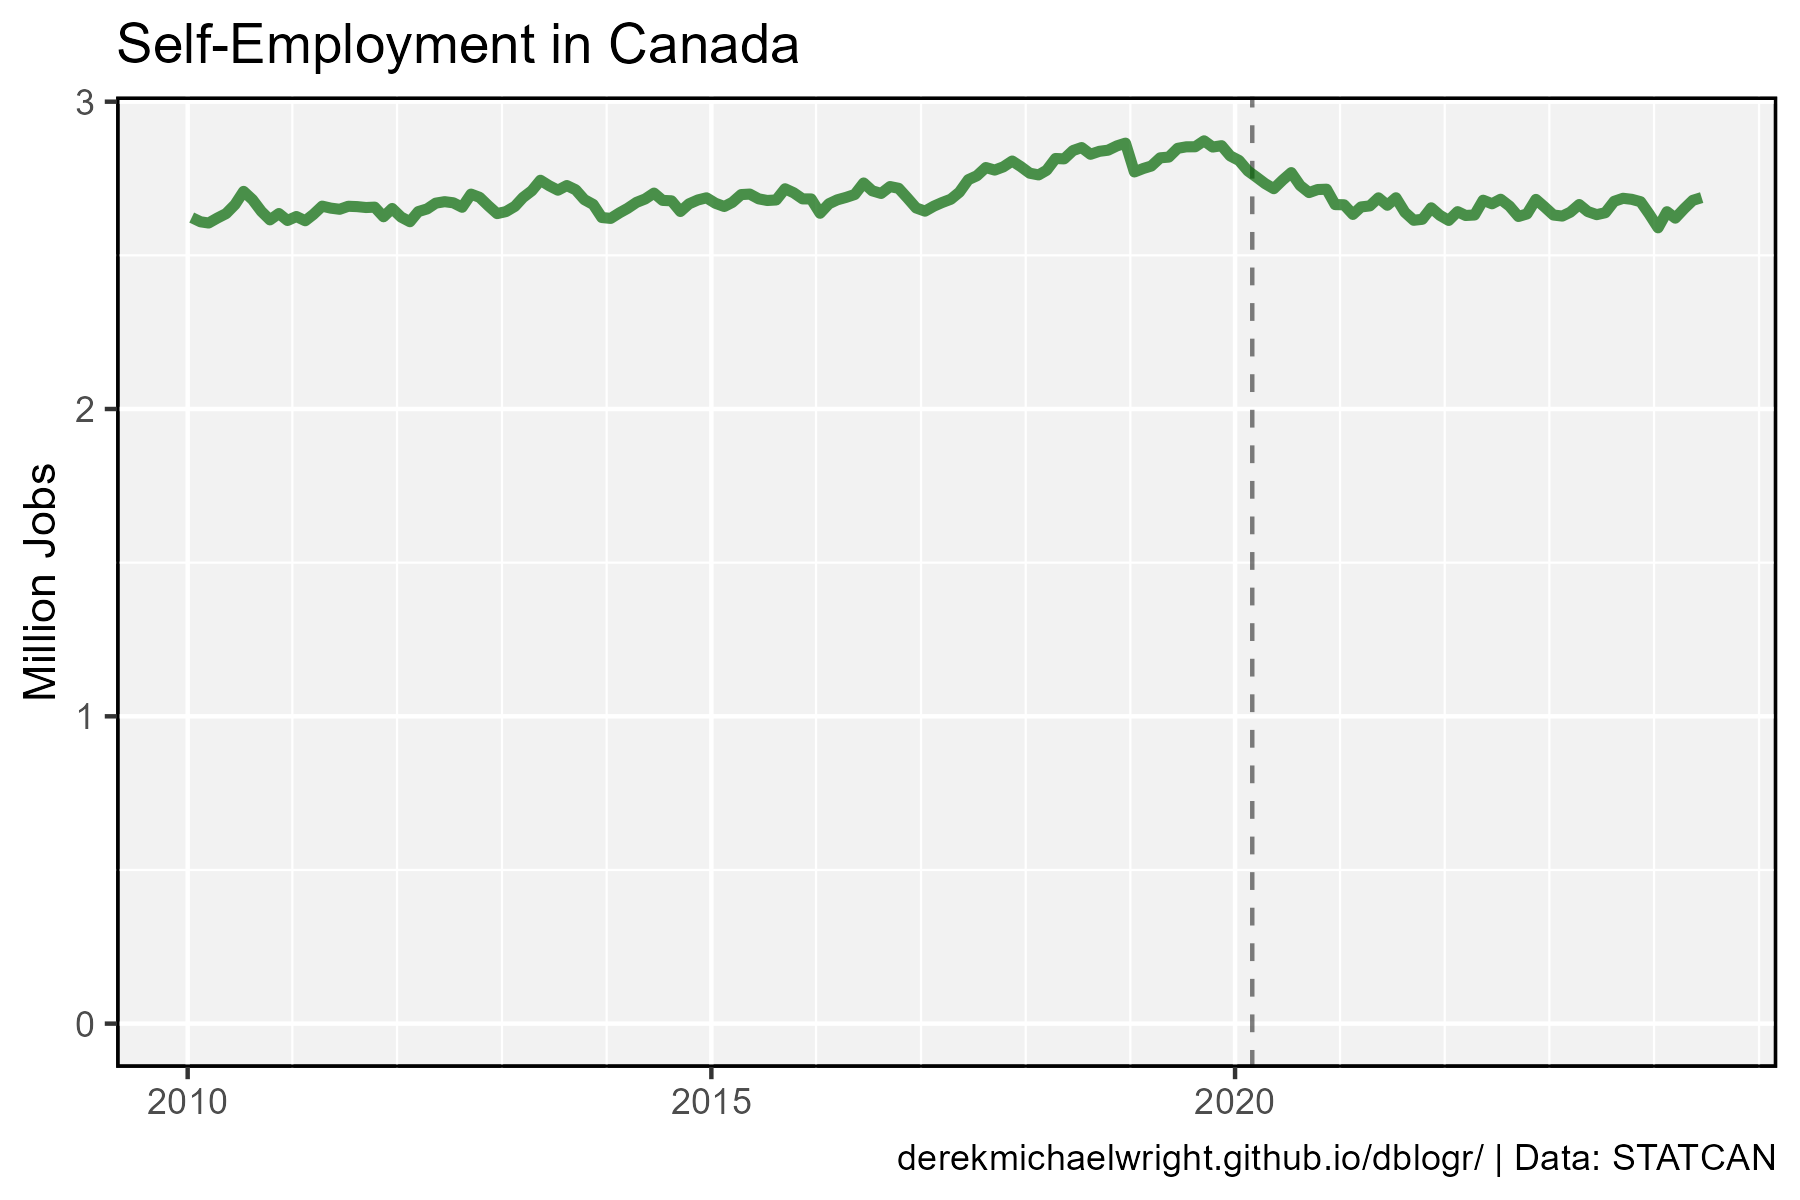 Self-Employment in Canada
3
2
1
0
Million Jobs
2010 2015 2020
derekmichaelwright.github.io/dblogr/ | Data: STATCAN